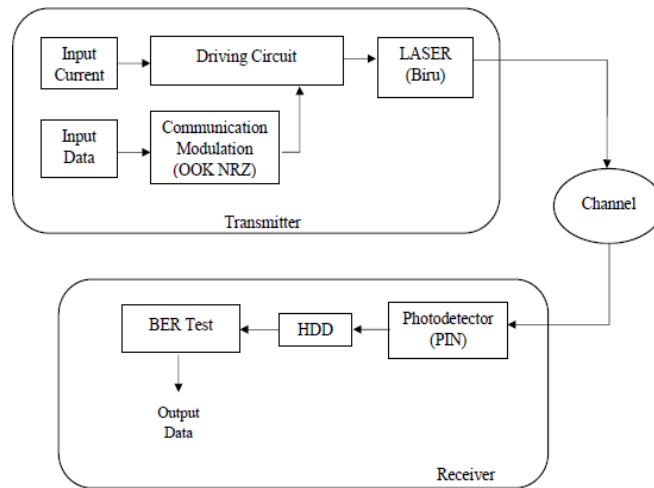 Input
Current
Driving Circuit
LASER
(Biru)
Input
Data
Communication
Modulation
(OOK NRZ)
Transmitter
Channel
BER Test
HDD
Photodetector
(PIN)
Output
Data
Receiver